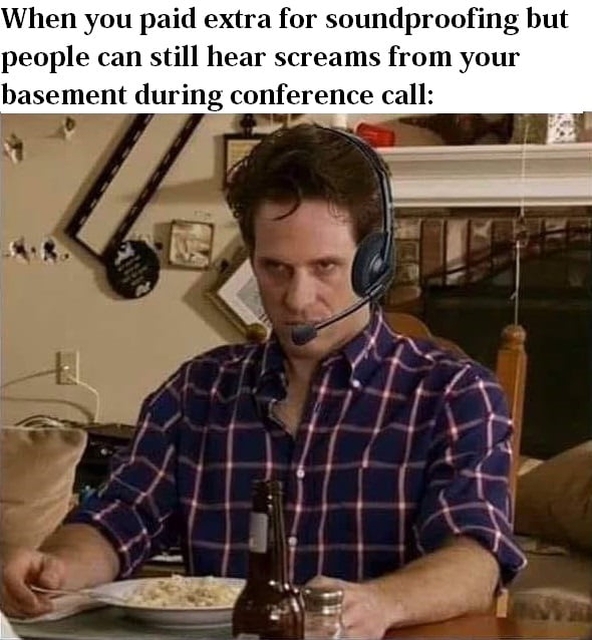 When you paid extra for soundproofing but
people can still hear screams from your
basement during conference call: